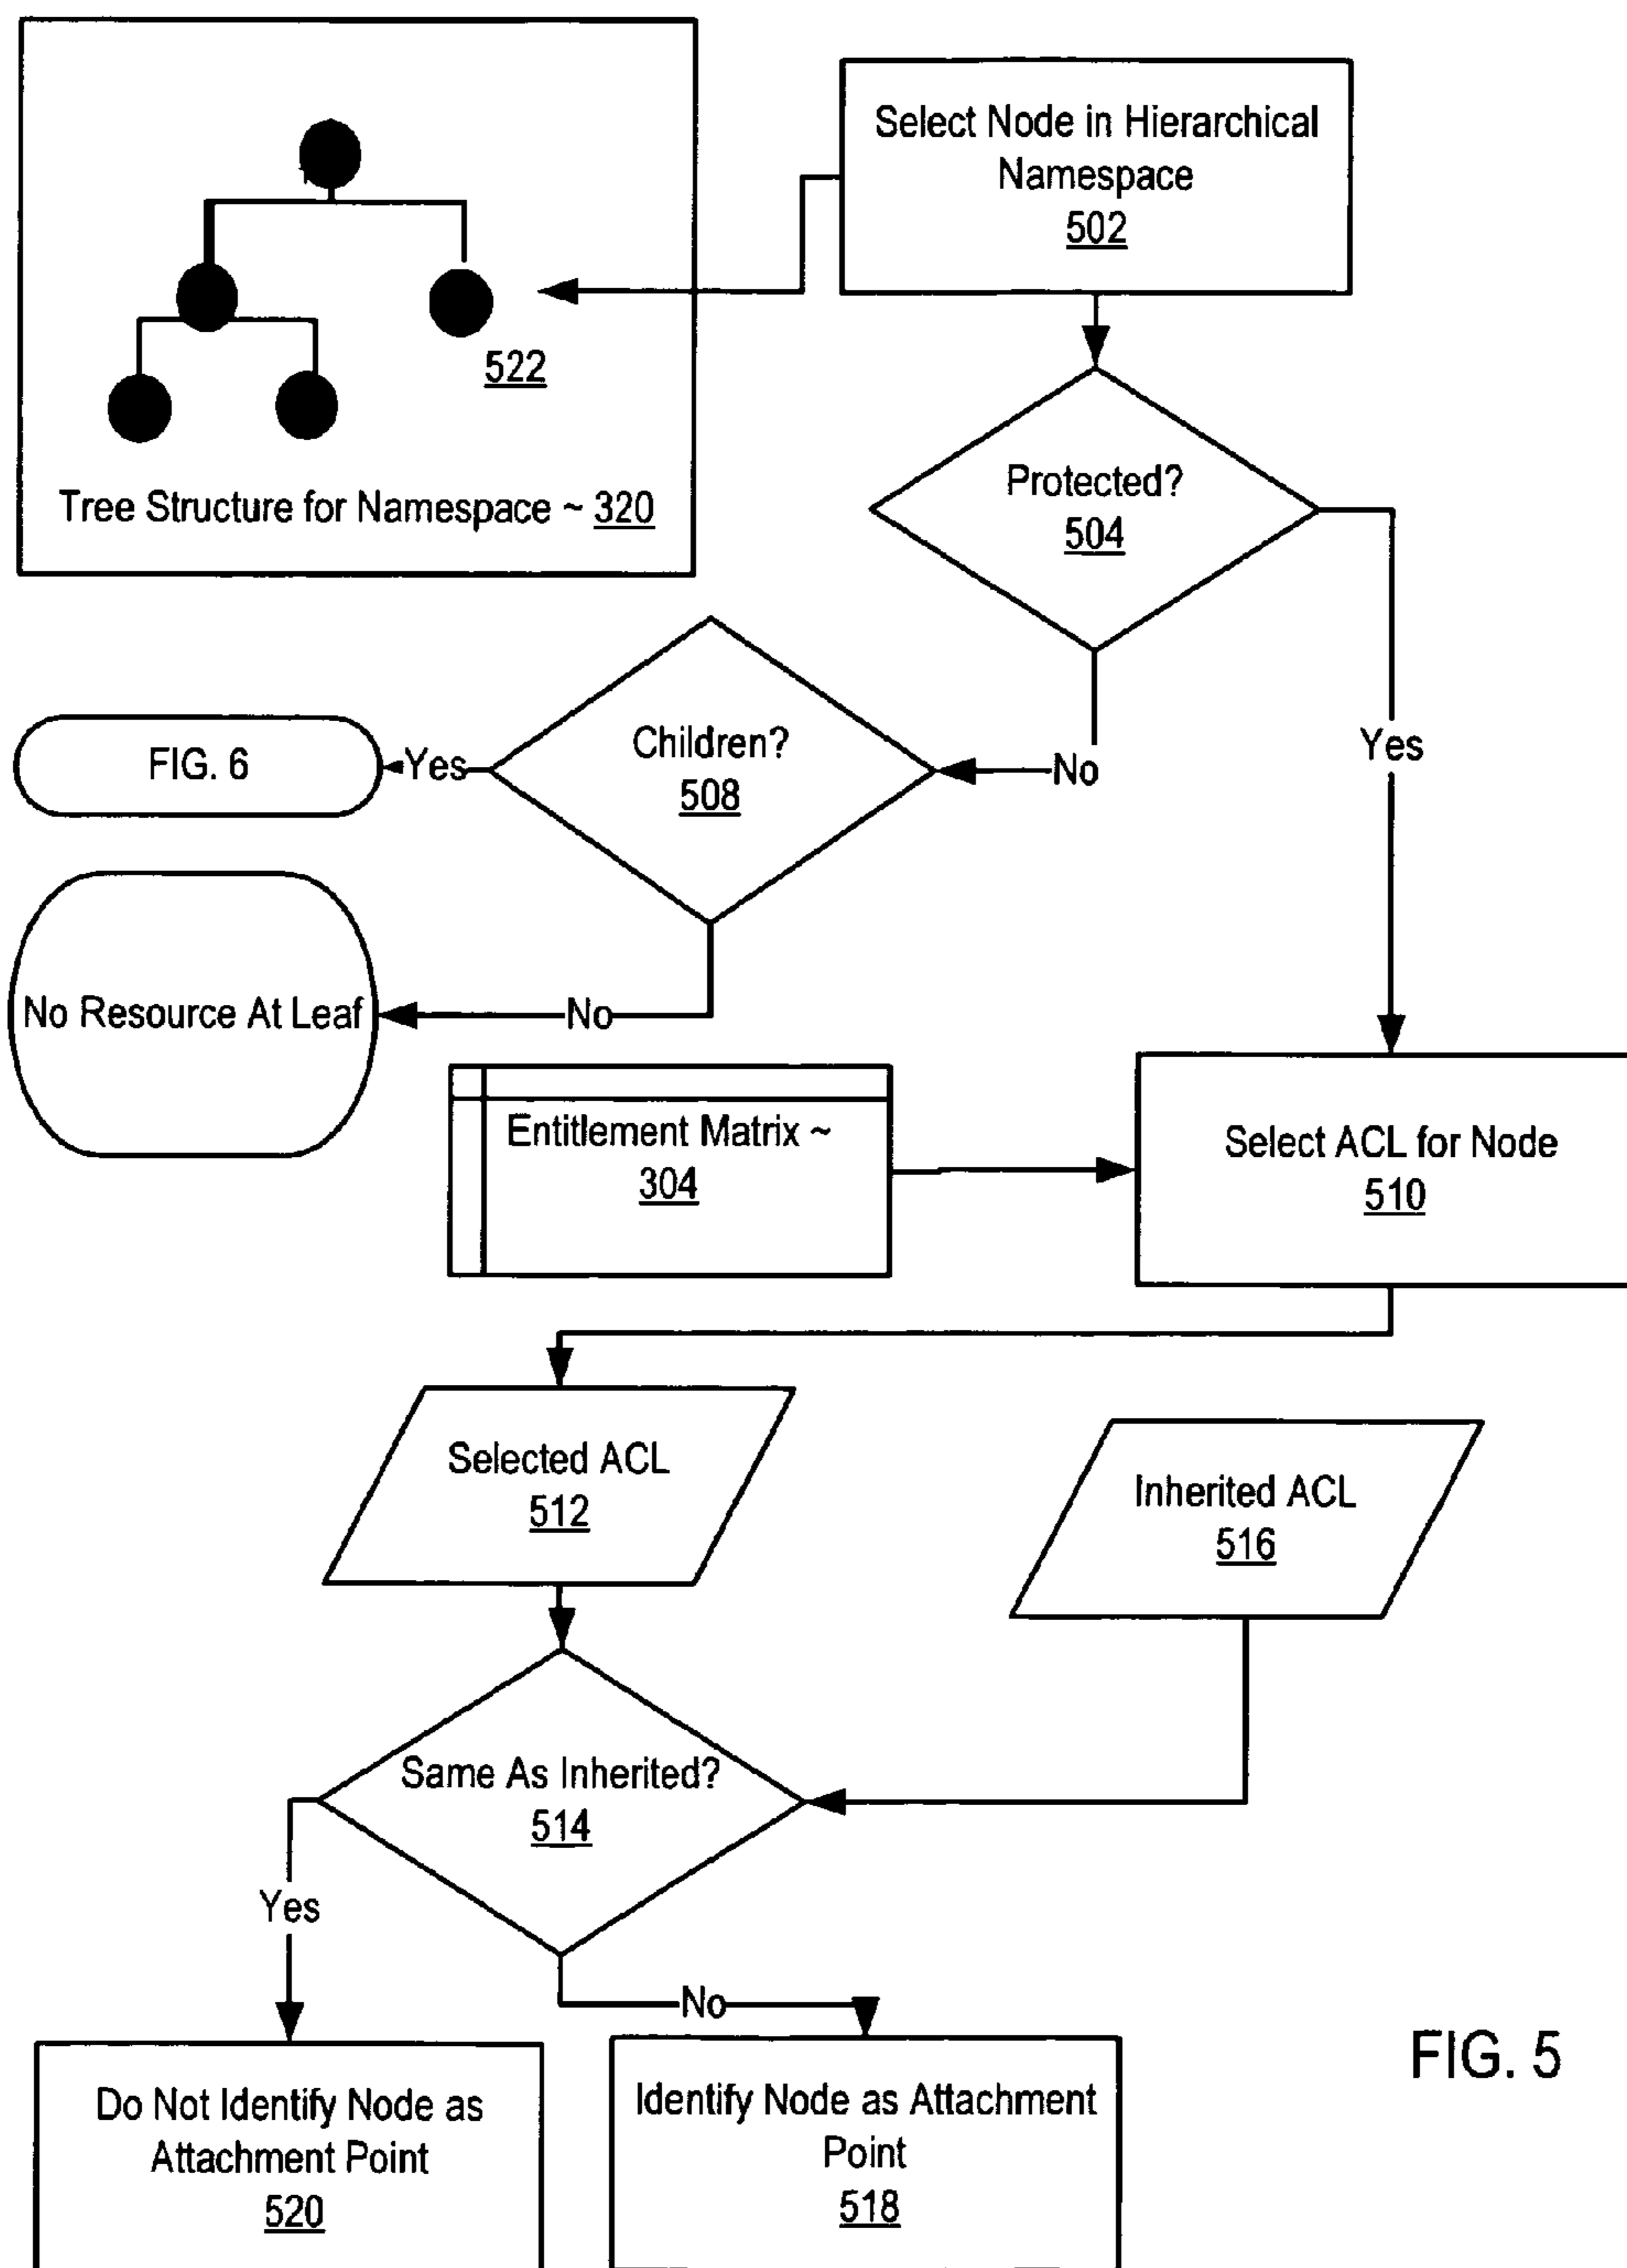 Select Node in Hierarchical
Namespace
502
522
Tree Structure for Namespace ~ 320
Protected?
504
Yes
No
Children?
508
Yes
FIG. 6
No
No Resource At Leaf
Entitlement Matrix ~
304
Select ACL for Node
510
Selected ACL
512
Inherited ACL
516
Same As Inherited?
514
Yes
No
Do Not Identify Node as
Attachment Point
520
Identify Node as Attachment
Point
518
FIG. 5